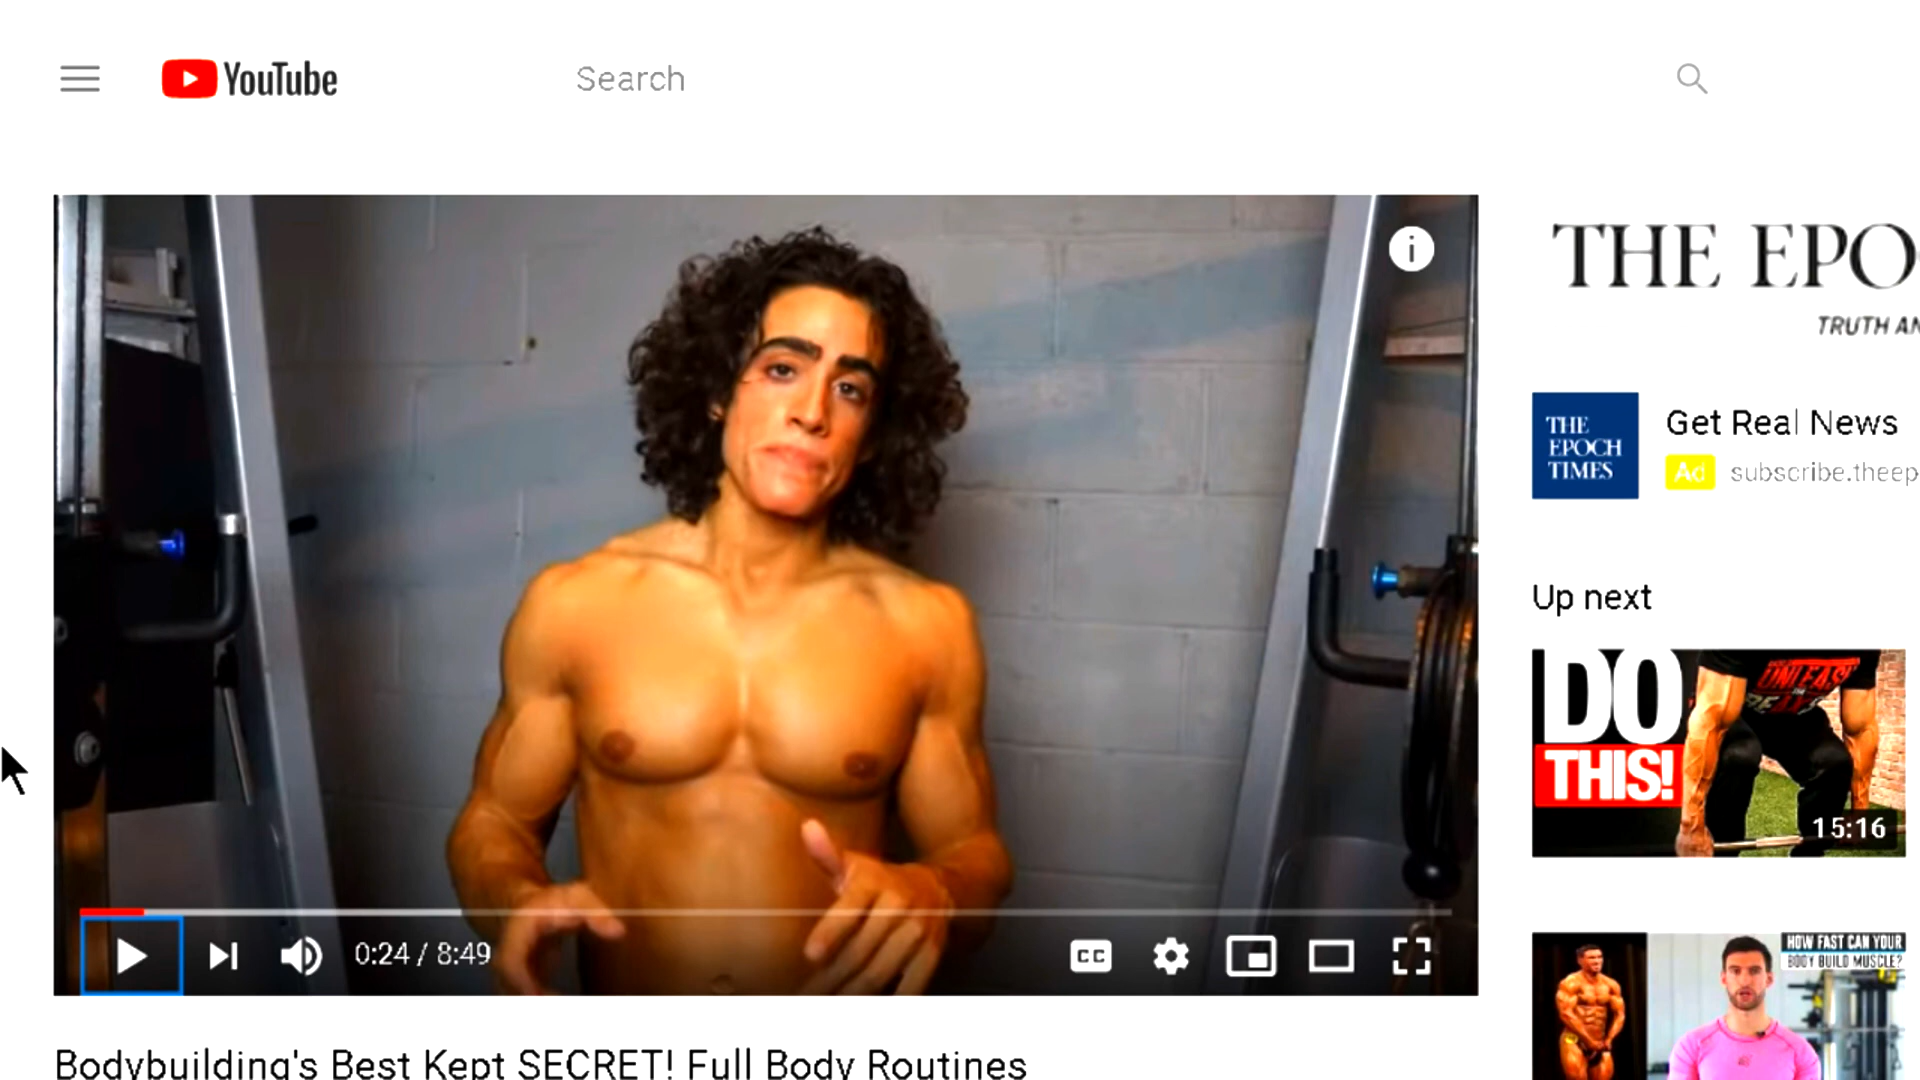 YouTube
Search
i
THE EPO
TRUTH AN
THE
EPOCH
TIMES
Get Real News
Ad subscribe.theep
Up next
DO
THIS!
UNLEASH
15:16
0:24 / 8:49
CC
HOW FAST CAN YOUR
BODY BUILD MUSCLE?
Bodybuilding's Best Kept SECRET! Full Body Routines